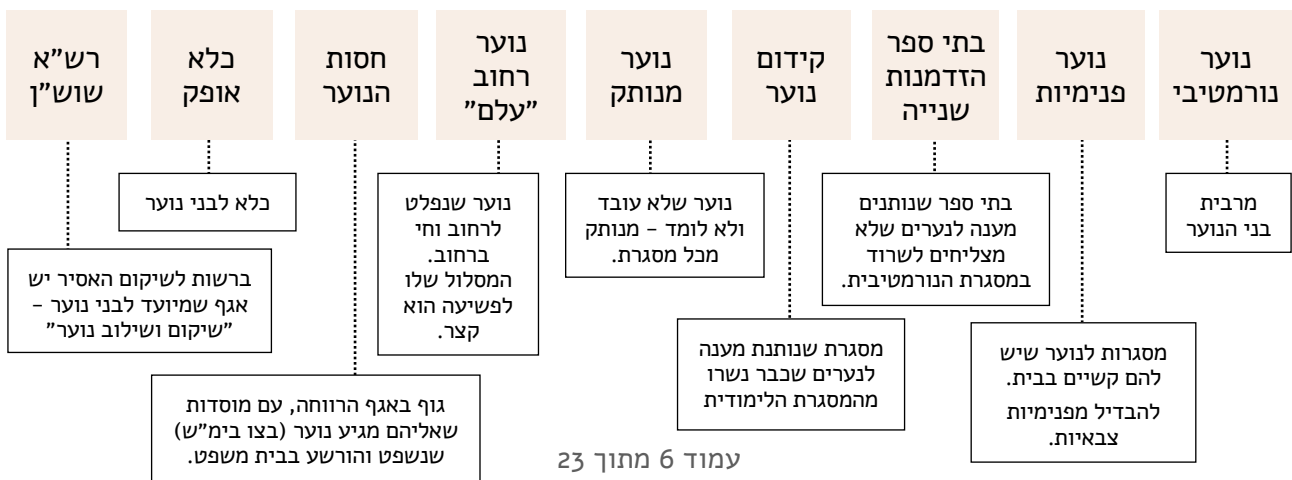 נוער
נורמטיבי
נוער
פנימיות
בתי ספר
הזדמנות
שנייה
קידום
נוער
נוער
מנותק
נוער
רחוב
"עלם"
חסות
הנוער
כלא
אופק
רש"א
שוש"ן
מרבית
בני הנוער
מסגרות לנוער שיש
להם קשיים בבית.
להבדיל מפנימיות
צבאיות.
בתי ספר שנותנים
מענה לנערים שלא
מצליחים לשרוד
במסגרת הנורמטיבית.
מסגרת שנותנת מענה
לנערים שכבר נשרו
מהמסגרת הלימודית
נוער שלא עובד
ולא לומד – מנותק
מכל מסגרת.
נוער שנפלט
לרחוב וחי
ברחוב.
המסלול שלו
לפשיעה הוא
קצר.
גוף באגף הרווחה, עם מוסדות
שאליהם מגיע נוער (בצו בימ"ש)
שנשפט והורשע בבית משפט.
כלא לבני נוער
ברשות לשיקום האסיר יש
אגף שמיועד לבני נוער –
"שיקום ושילוב נוער"
עמוד 6 מתוך 23